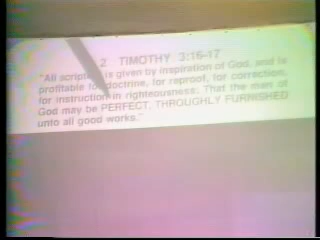 2 TIMOTHY 3:16-17
"All scripture is given by inspiration of God, and is
profitable for doctrine, for reproof, for correction,
for instruction in righteousness: That the man of
God may be PERFECT, THROUGHLY FURNISHED
unto all good works."